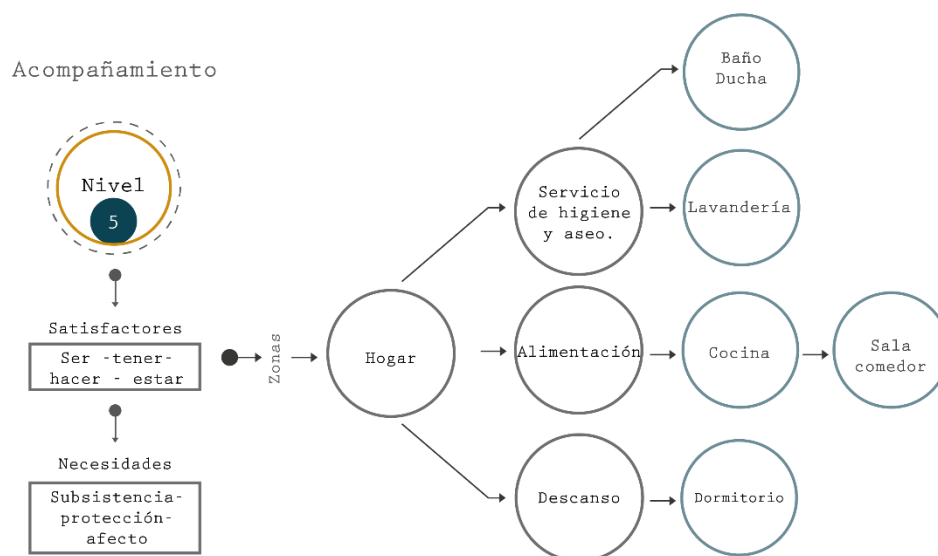 Acompañamiento
Nivel
5
Satisfactores
Ser -tener-
hacer - estar
Necesidades
Subsistencia-
protección-
afecto
Zonas
Hogar
Servicio
de higiene
y aseo.
Baño
Ducha
Lavandería
Alimentación
Cocina
Sala
comedor
Descanso
Dormitorio